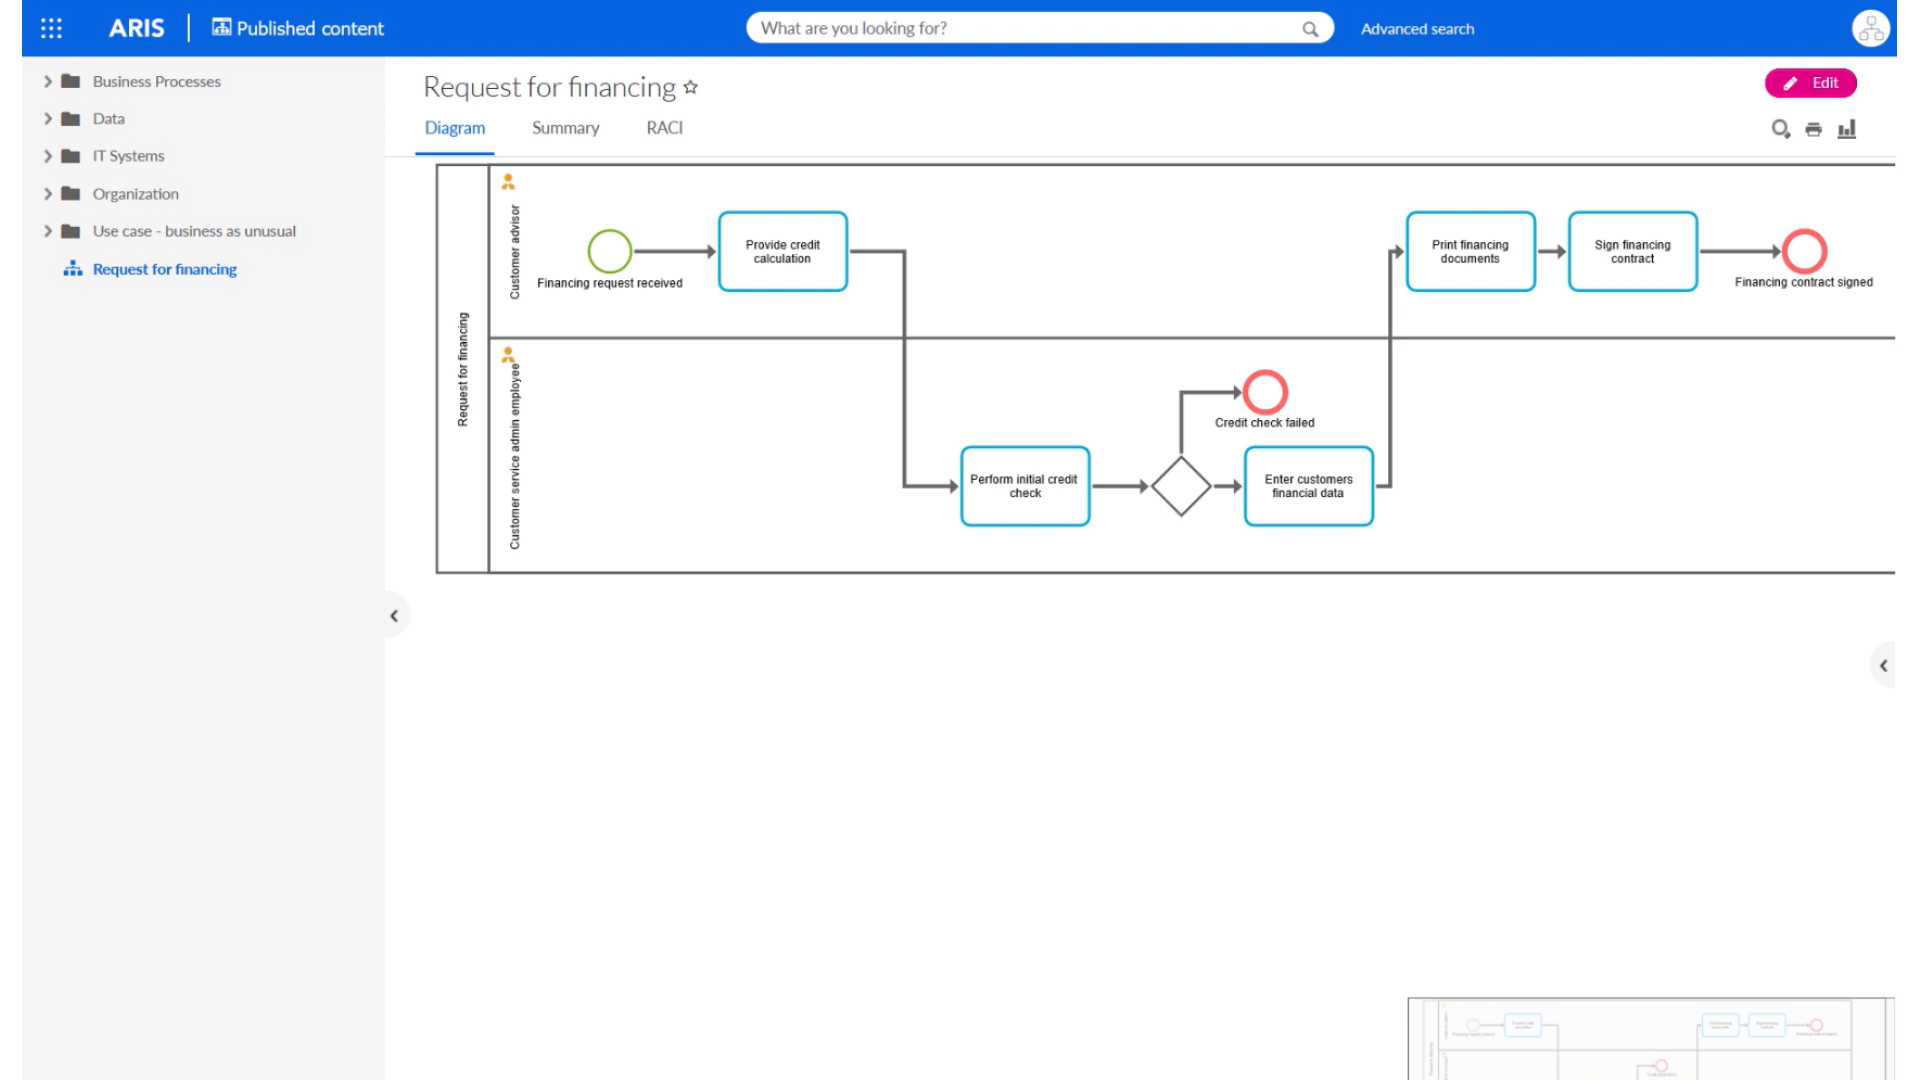 ARIS
Published content
What are you looking for?
Advanced search
Business Processes
Data
IT Systems
Organization
Use case - business as unusual
Request for financing
Request for financing
Edit
Diagram
Summary
RACI
Request for financing
Customer advisor
Financing request received
Provide credit
calculation
Print financing
documents
Sign financing
contract
Financing contract signed
Customer service admin employee
Credit check failed
Perform initial credit
check
Enter customers
financial data